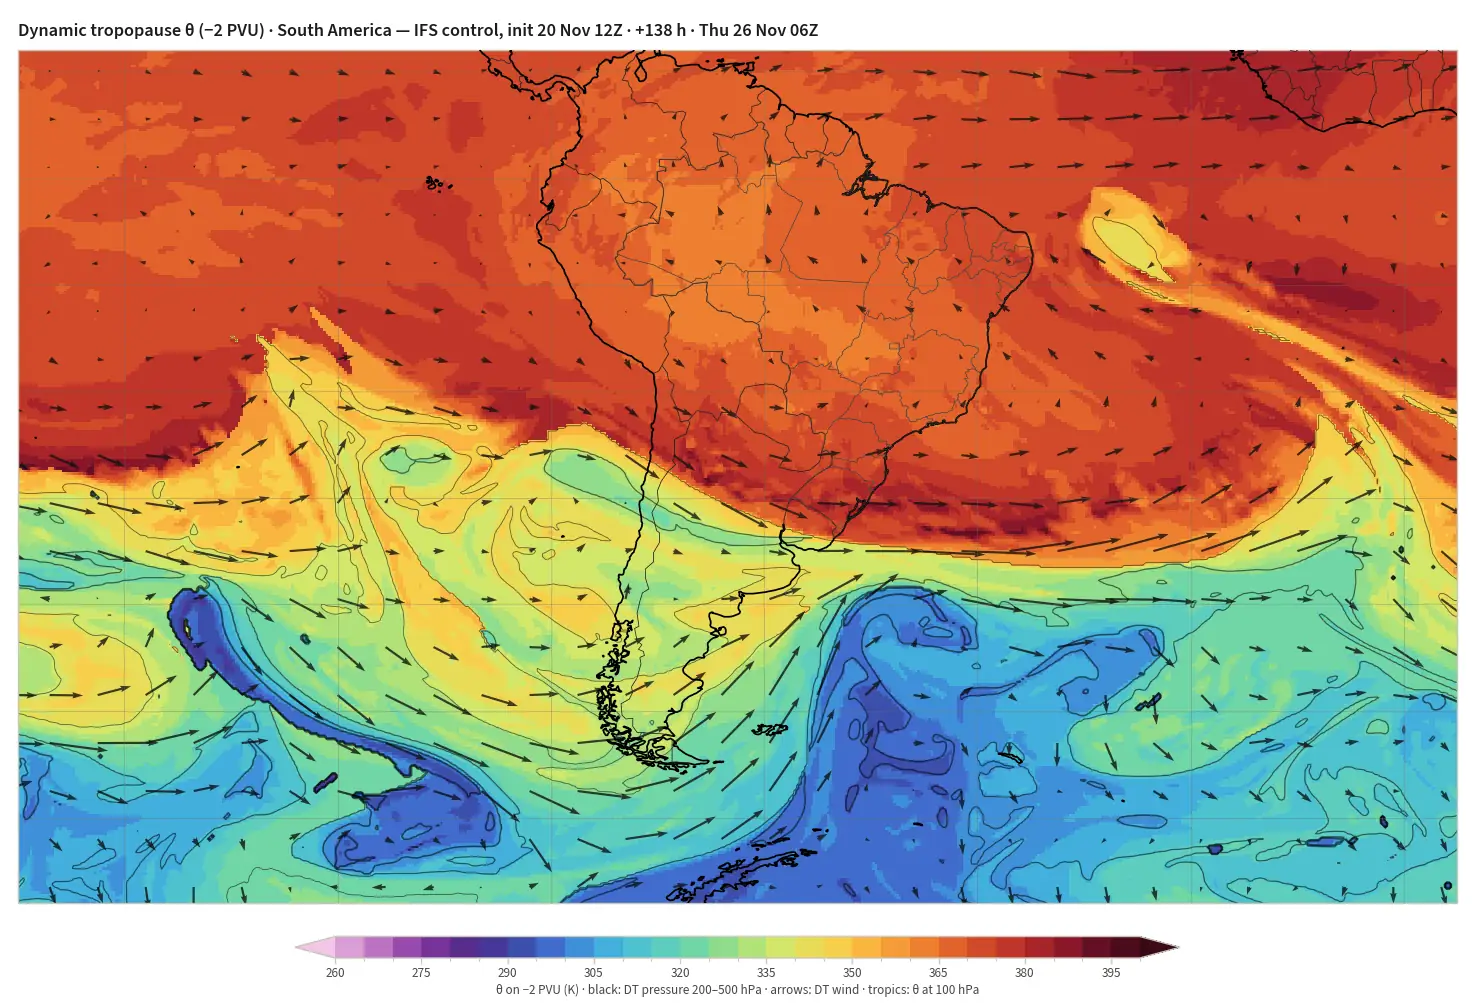 Dynamic tropopause θ (−2 PVU) · South America — IFS control, init 20 Nov 12Z · +138 h · Thu 26 Nov 06Z
260 275 290 305 320 335 350 365 380 395
θ on −2 PVU (K) · black: DT pressure 200–500 hPa · arrows: DT wind · tropics: θ at 100 hPa